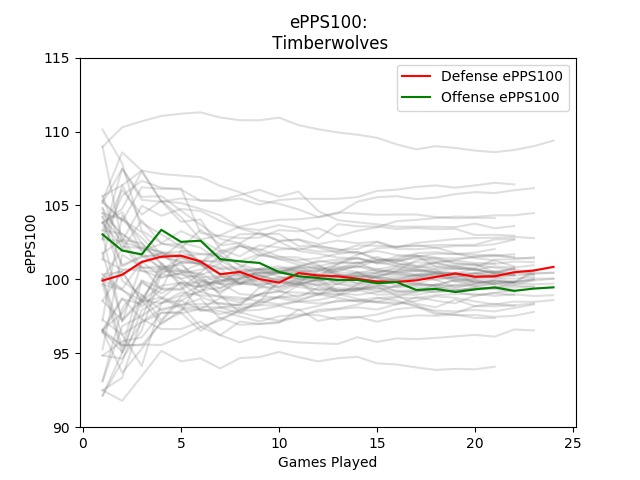 ePPS100:
Timberwolves
115
110
105
100
95
90
ePPS100
Defense ePPS100
Offense ePPS100
0 5 10 15 20 25
Games Played